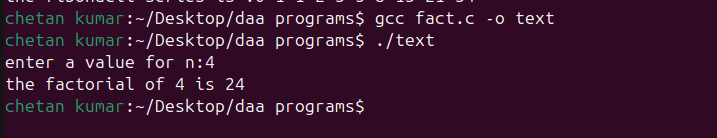 chetan kumar:~/Desktop/daa programs$ gcc fact.c -o text
chetan kumar:~/Desktop/daa programs$ ./text
enter a value for n:4
the factorial of 4 is 24
chetan kumar:~/Desktop/daa programs$